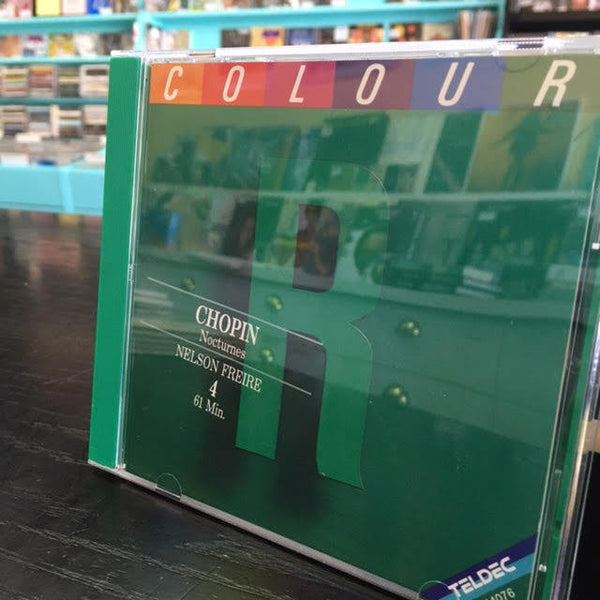 COLOUR
R
CHOPIN
Nocturnes
NELSON FREIRE
4
61 Min.
TELDEC